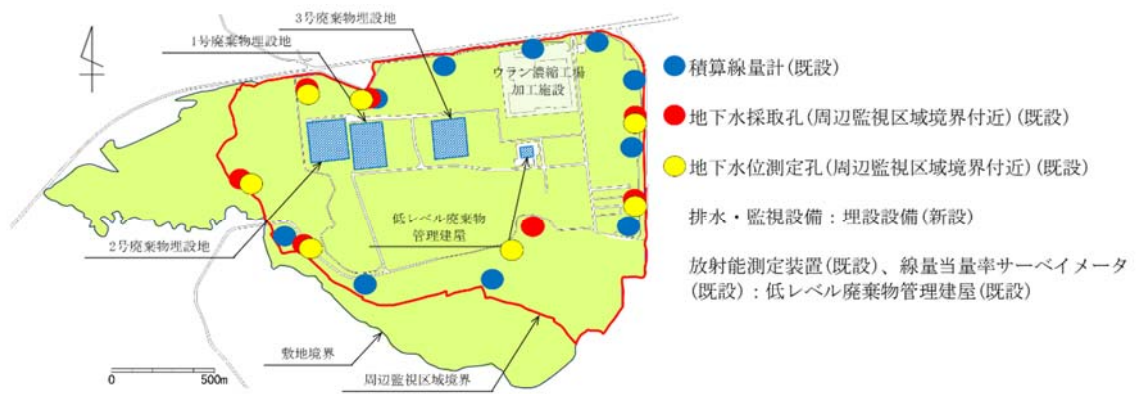 3号廃棄物埋設地
1号廃棄物埋設地
ウラン濃縮工場
加工施設
低レベル廃棄物
管理建屋
2号廃棄物埋設地
敷地境界
周辺監視区域境界
0
500m
積算線量計(既設)
地下水採取孔(周辺監視区域境界付近)(既設)
地下水位測定孔(周辺監視区域境界付近)(既設)
排水・監視設備：埋設設備(新設)
放射能測定装置(既設)、線量当量率サーベイメータ
(既設)：低レベル廃棄物管理建屋(既設)